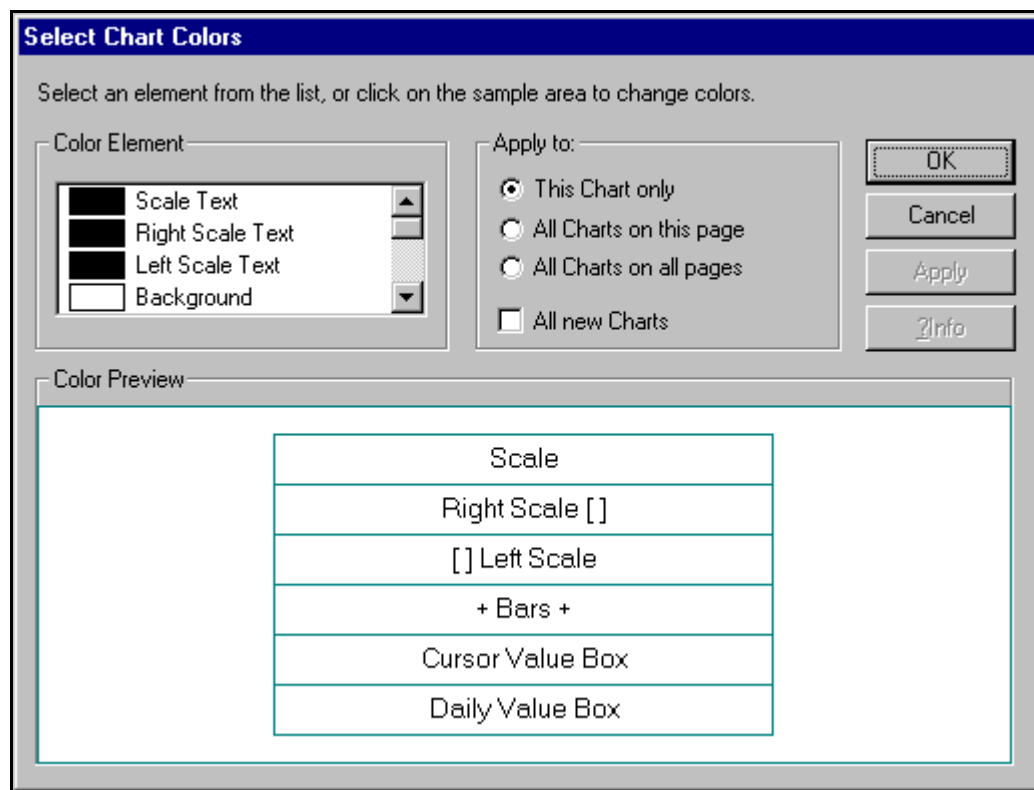 Select Chart Colors
Select an element from the list, or click on the sample area to change colors.
Color Element
Scale Text
Right Scale Text
Left Scale Text
Background
Apply to:
This Chart only
All Charts on this page
All Charts on all pages
All new Charts
OK
Cancel
Apply
?Info
Color Preview
Scale
Right Scale [ ]
[ ] Left Scale
+ Bars +
Cursor Value Box
Daily Value Box